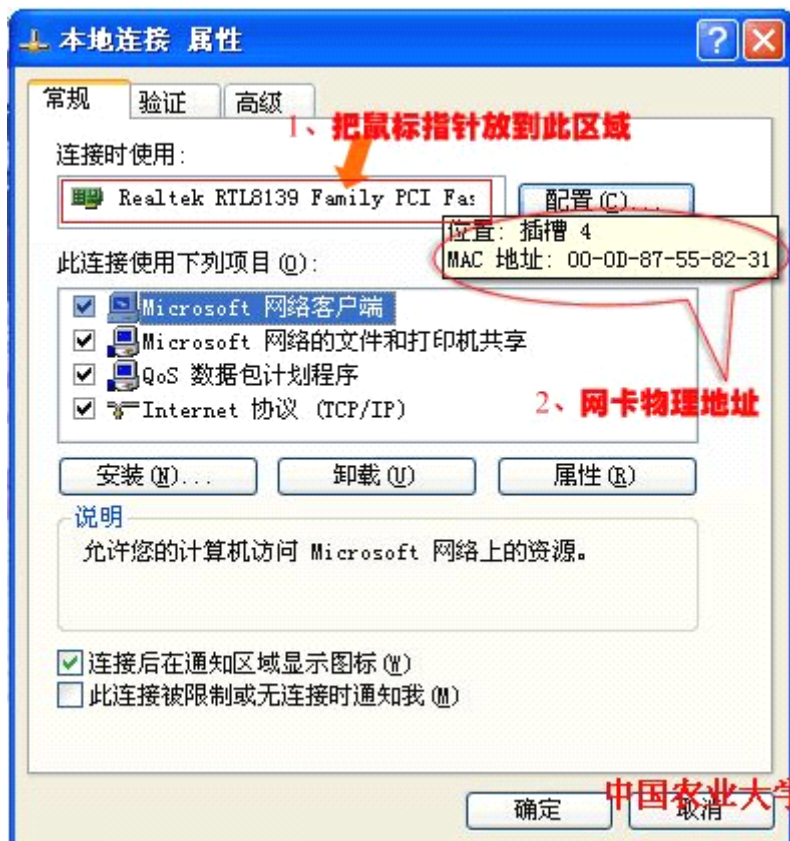 本地连接 属性
常规 验证 高级
1、把鼠标指针放到此区域
连接时使用:
Realtek RTL8139 Family PCI Fas
配置(C)...
位置: 插槽 4
MAC 地址: 00-0D-87-55-82-31
此连接使用下列项目(O):
Microsoft 网络客户端
Microsoft 网络的文件和打印机共享
QoS 数据包计划程序
Internet 协议 (TCP/IP)
2、网卡物理地址
安装(N)... 卸载(U) 属性(R)
说明
允许您的计算机访问 Microsoft 网络上的资源。
连接后在通知区域显示图标(W)
此连接被限制或无连接时通知我(M)
中国农业大学
确定 取消